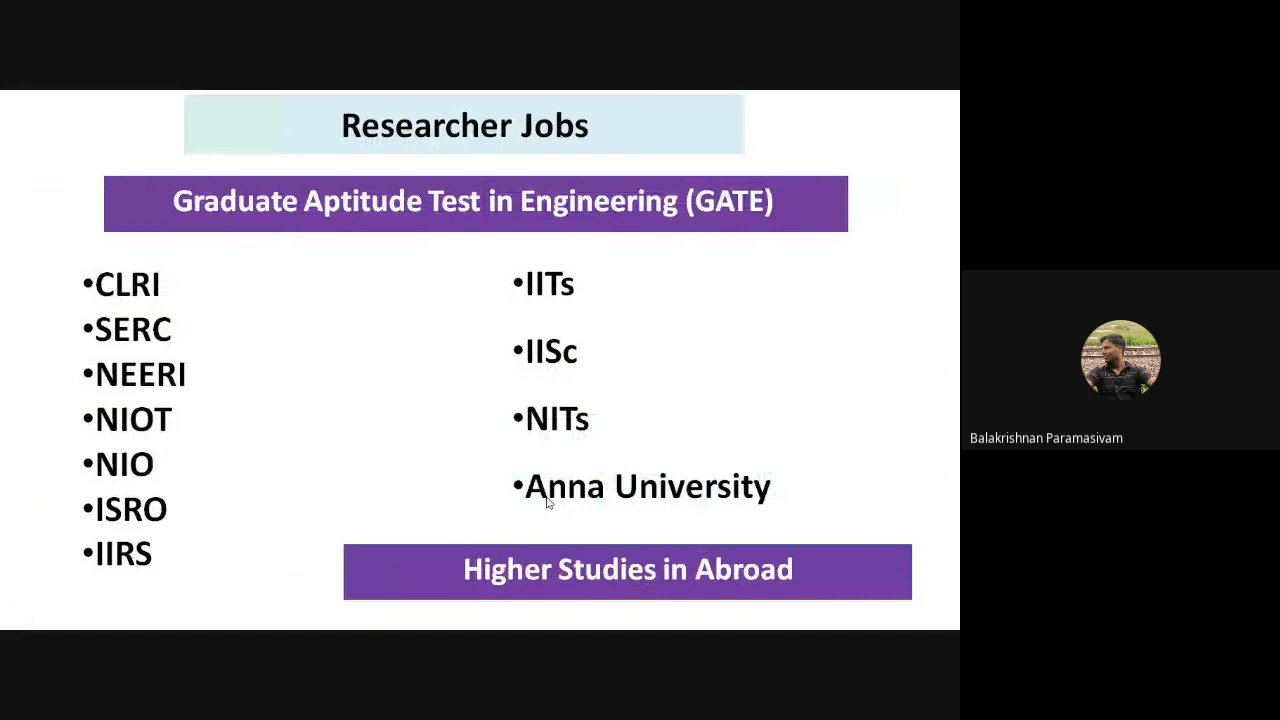 Researcher Jobs
Graduate Aptitude Test in Engineering (GATE)
•CLRI
•SERC
•NEERI
•NIOT
•NIO
•ISRO
•IIRS
•IITs
•IISc
•NITs
•Anna University
Higher Studies in Abroad
Balakrishnan Paramasivam